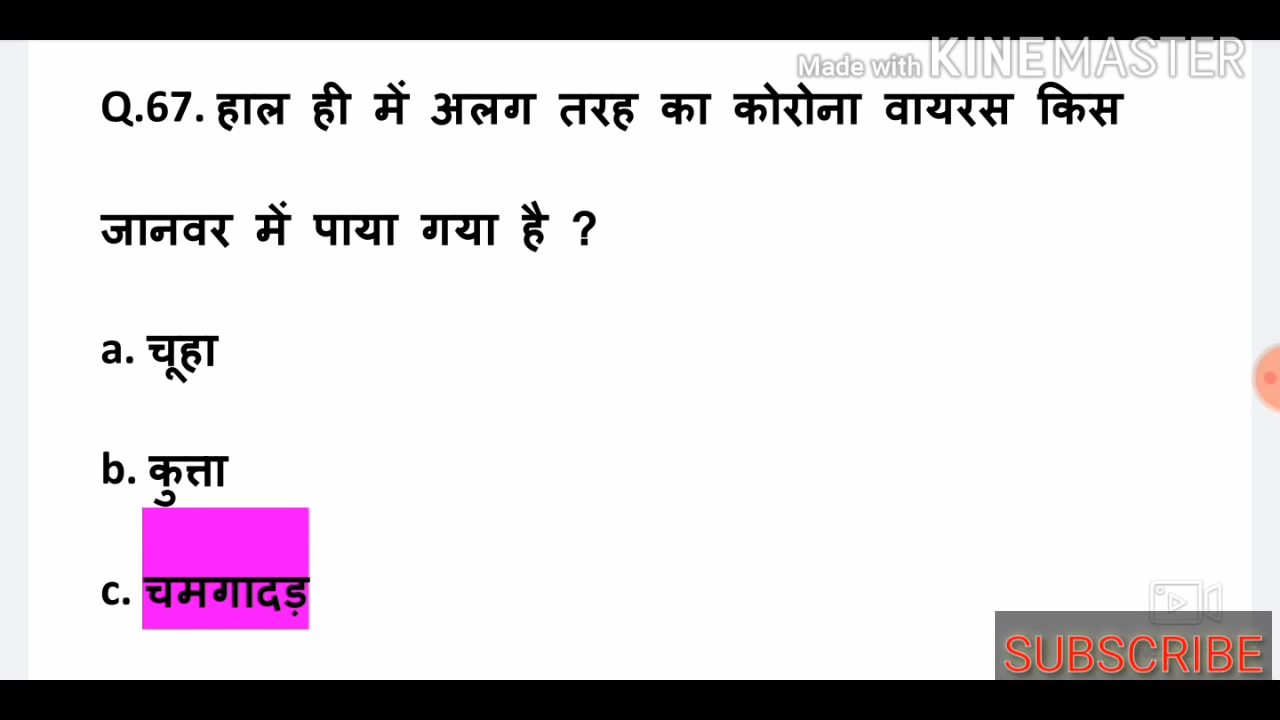 Made with KINEMASTER
Q.67. हाल ही में अलग तरह का कोरोना वायरस किस
जानवर में पाया गया है ?
a. चूहा
b. कुत्ता
c. चमगादड़
SUBSCRIBE